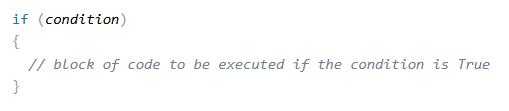 if (condition)
{
  // block of code to be executed if the condition is True
}